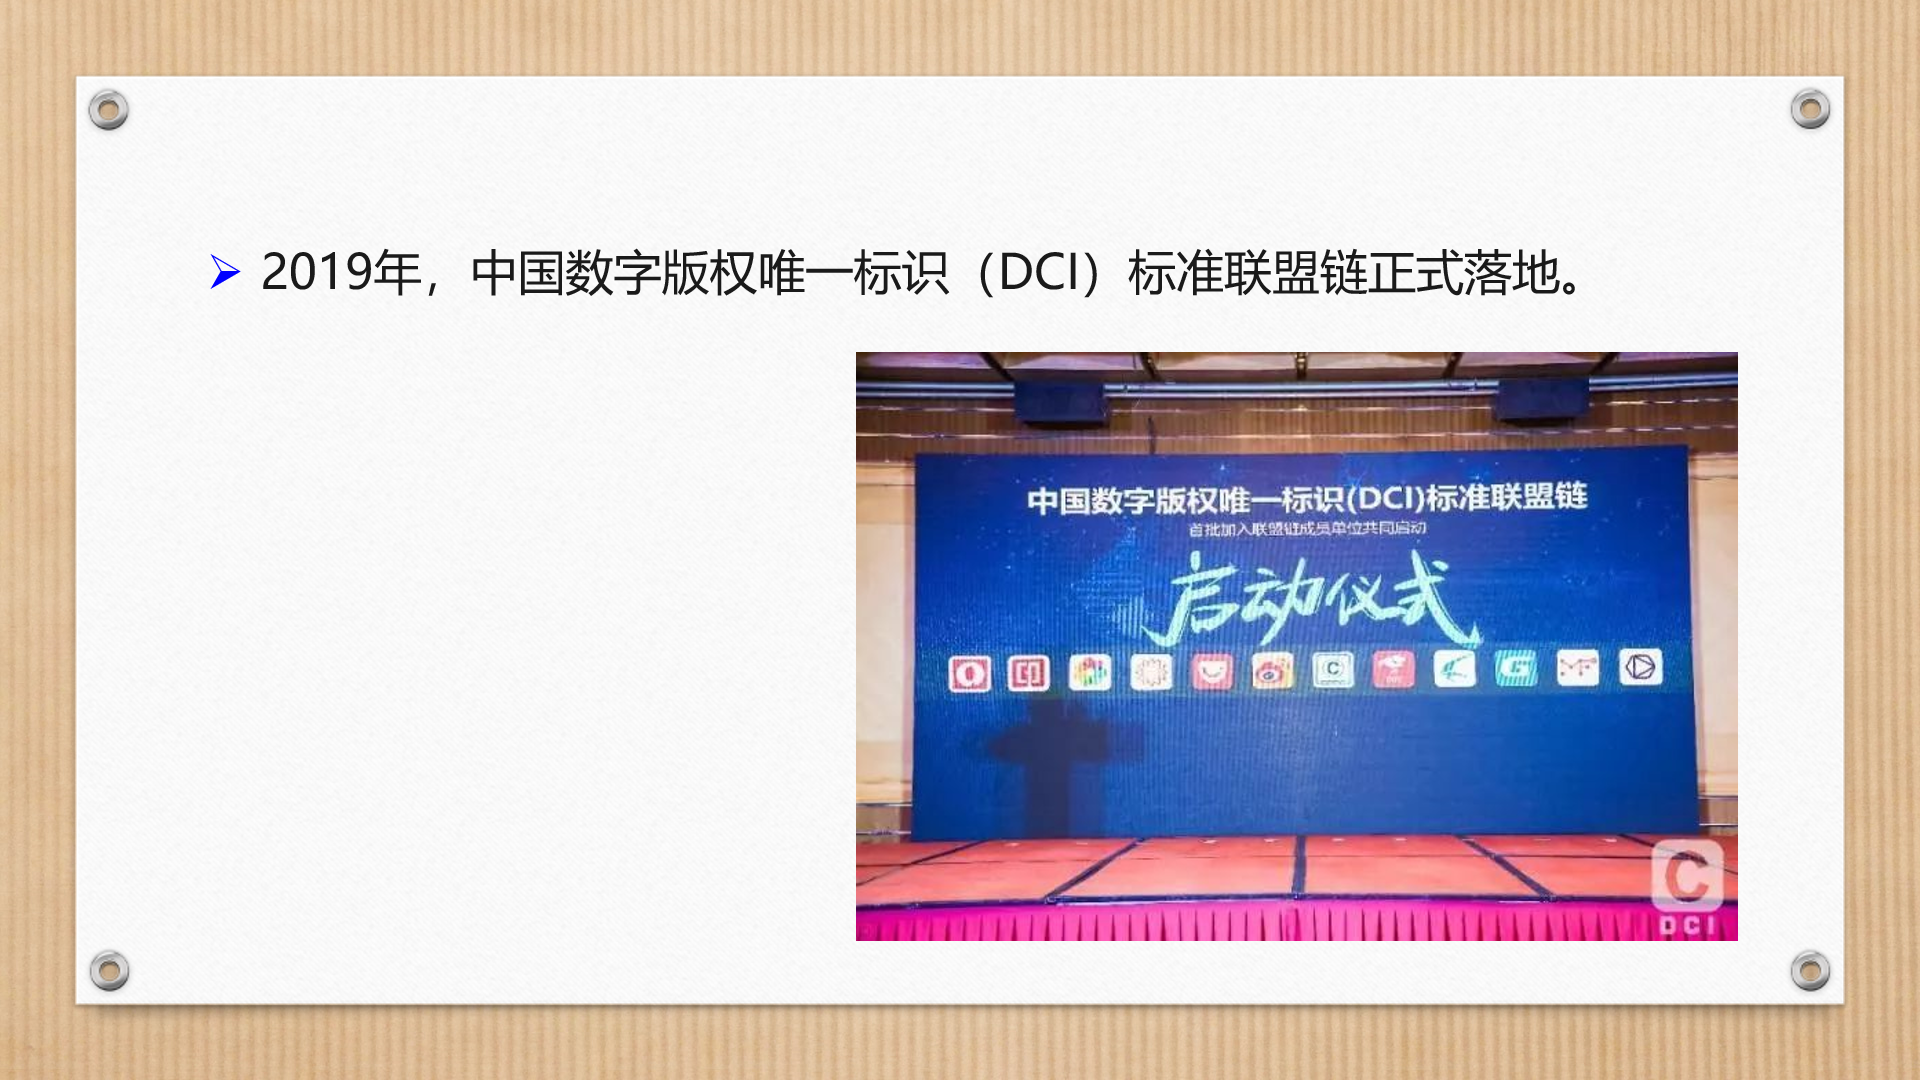 2019年，中国数字版权唯一标识（DCI）标准联盟链正式落地。
中国数字版权唯一标识(DCI)标准联盟链
首批加入联盟链成员单位共同启动
启动仪式
C
DCI